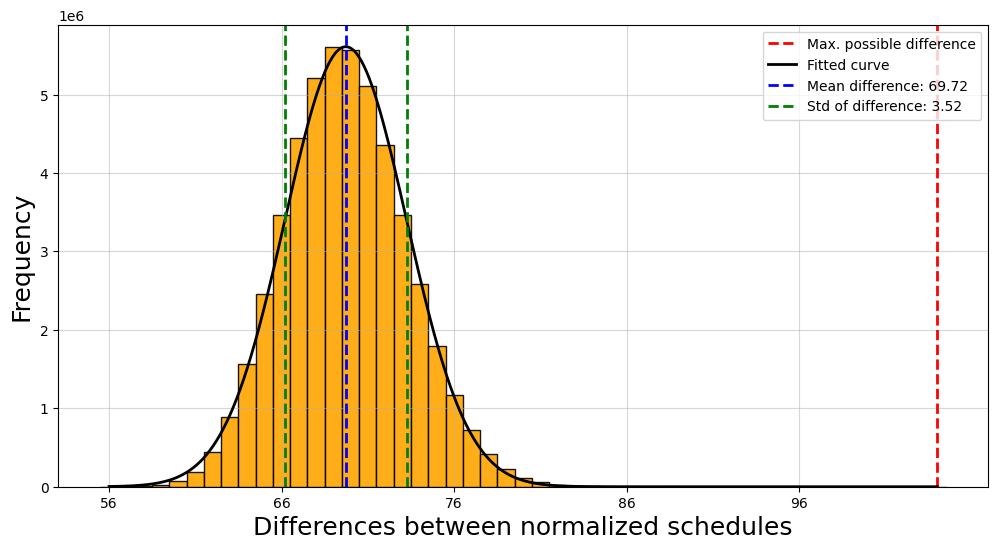 1e6
Max. possible difference
Fitted curve
Mean difference: 69.72
Std of difference: 3.52
5
4
3
2
1
0
Frequency
56 66 76 86 96
Differences between normalized schedules